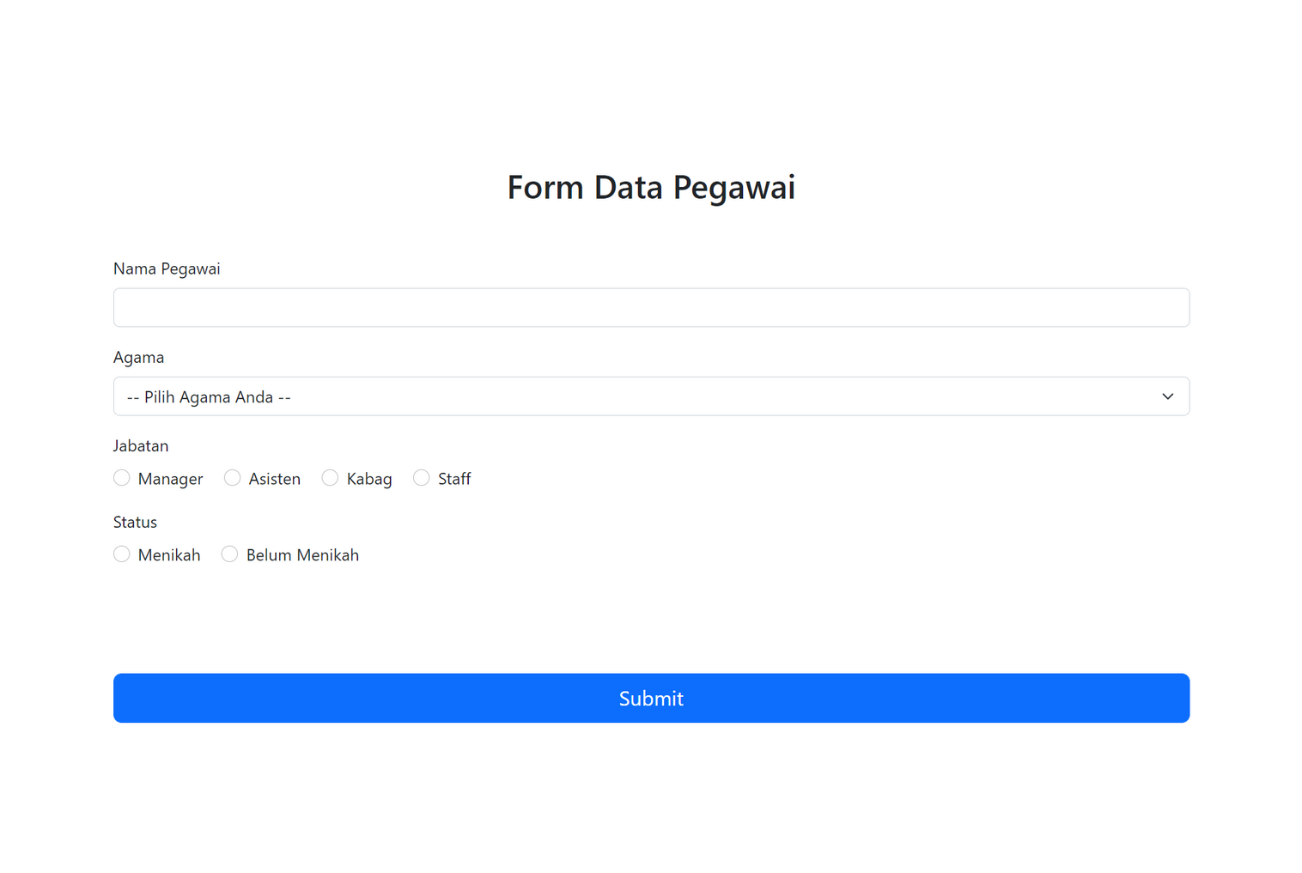 Form Data Pegawai
Nama Pegawai
Agama
-- Pilih Agama Anda --
Jabatan
Manager Asisten Kabag Staff
Status
Menikah Belum Menikah
Submit